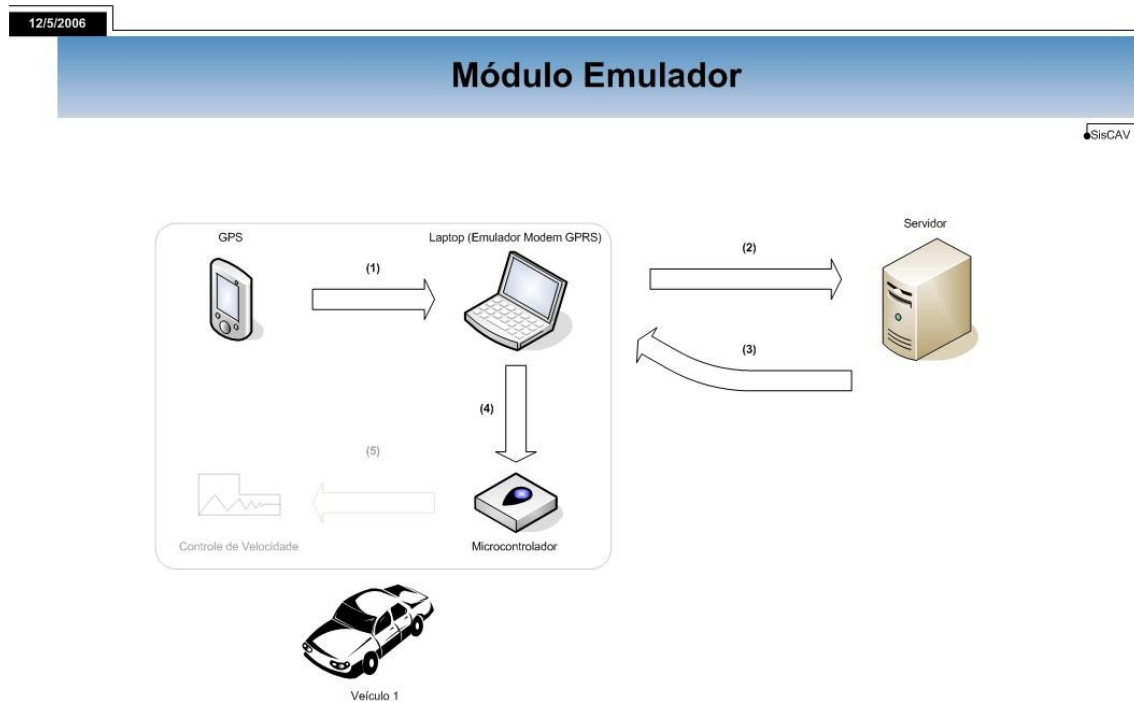 12/5/2006
Módulo Emulador
SisCAV
GPS
Laptop (Emulador Modem GPRS)
Servidor
(1)
(2)
(3)
(4)
(5)
Controle de Velocidade
Microcontrolador
Veículo 1